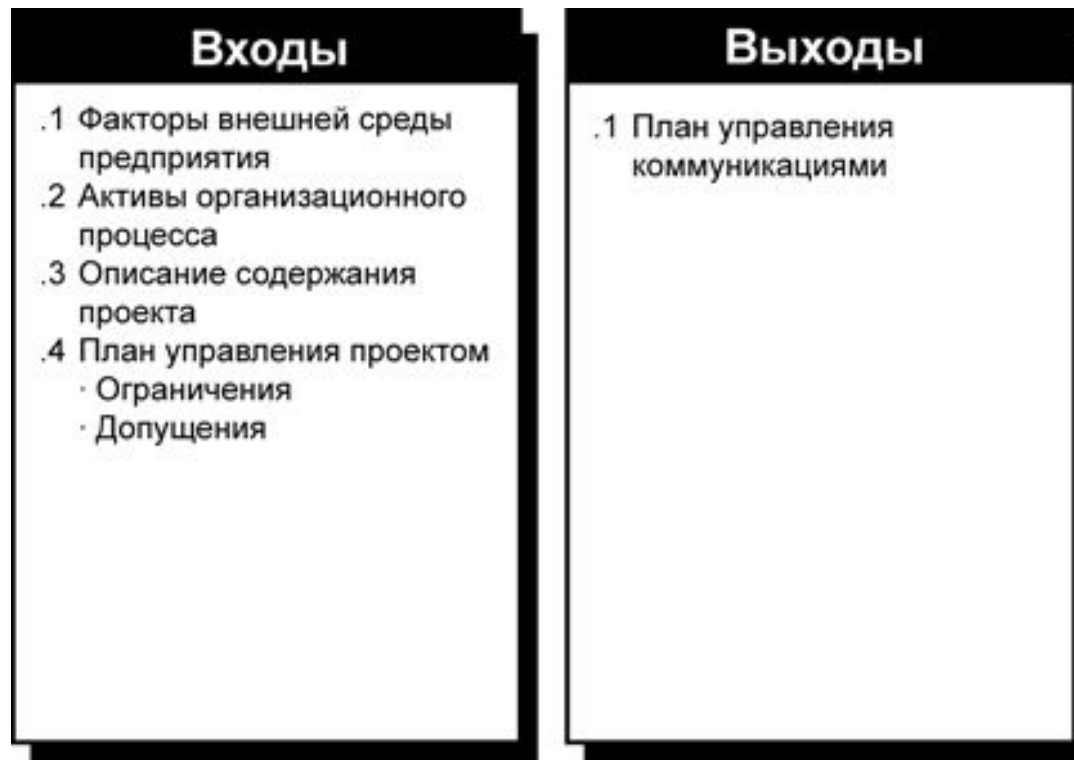 Входы
.1 Факторы внешней среды
предприятия
.2 Активы организационного
процесса
.3 Описание содержания
проекта
.4 План управления проектом
· Ограничения
· Допущения
Выходы
.1 План управления
коммуникациями